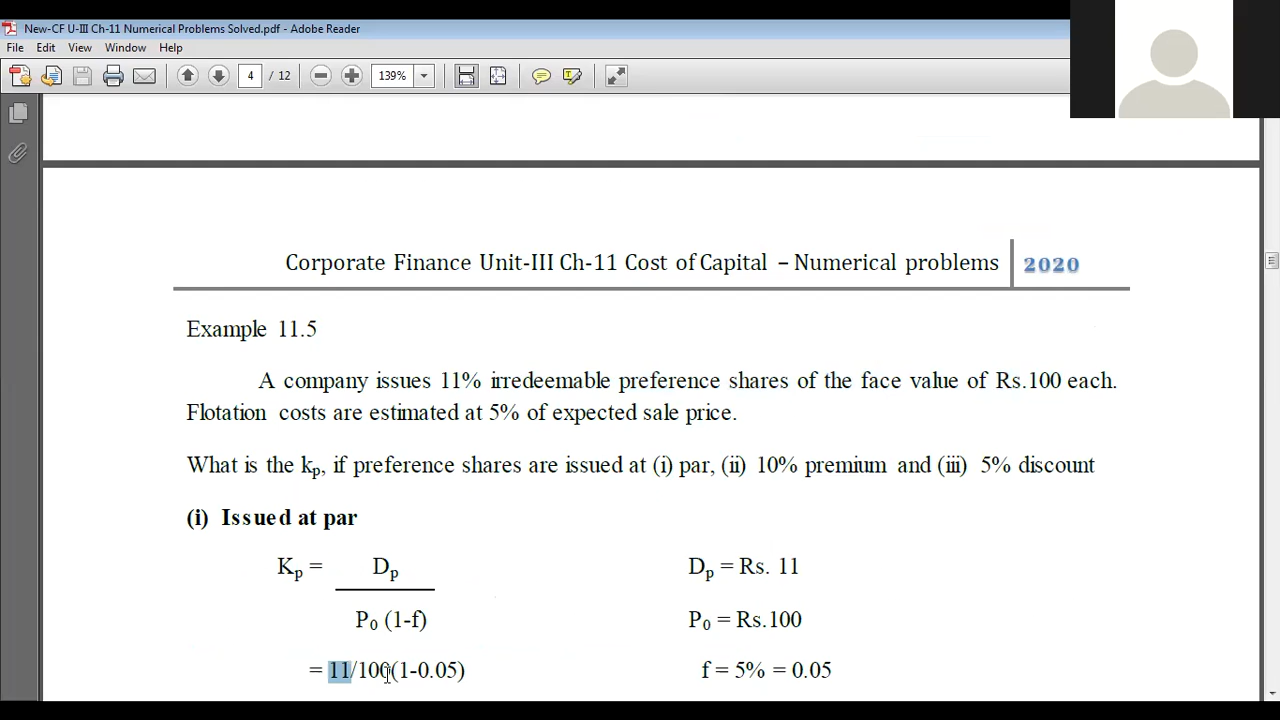 New-CF U-III Ch-11 Numerical Problems Solved.pdf - Adobe Reader
File Edit View Window Help
4 / 12 139%
Corporate Finance Unit-III Ch-11 Cost of Capital – Numerical problems 2020
Example 11.5
A company issues 11% irredeemable preference shares of the face value of Rs.100 each.
Flotation costs are estimated at 5% of expected sale price.
What is the kp, if preference shares are issued at (i) par, (ii) 10% premium and (iii) 5% discount
(i) Issued at par
Kp = Dp Dp = Rs. 11
P0 (1-f) P0 = Rs.100
= 11/100(1-0.05) f = 5% = 0.05